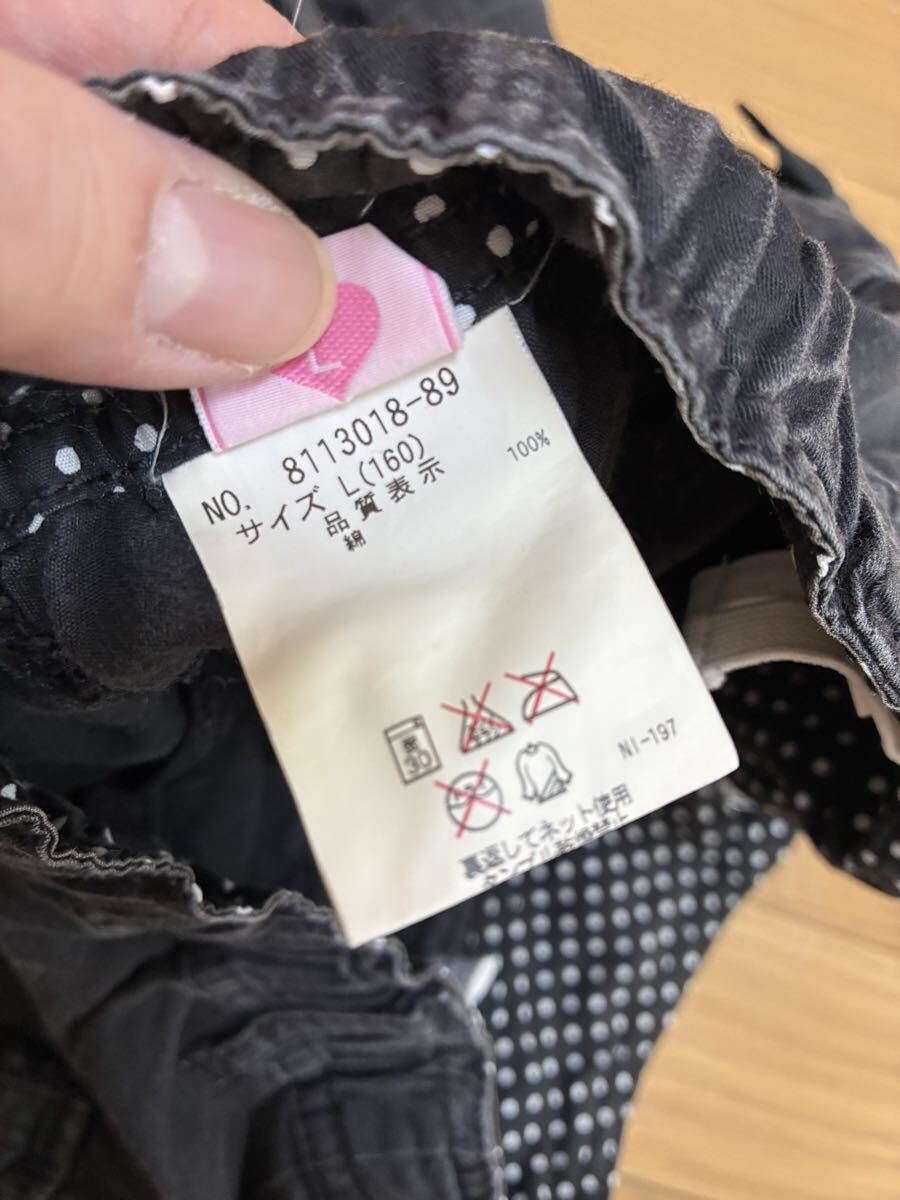 L
NO. 8113018-89
サイズ L(160)
品質表示
綿 100%
30
NI-197
裏返してネット使用